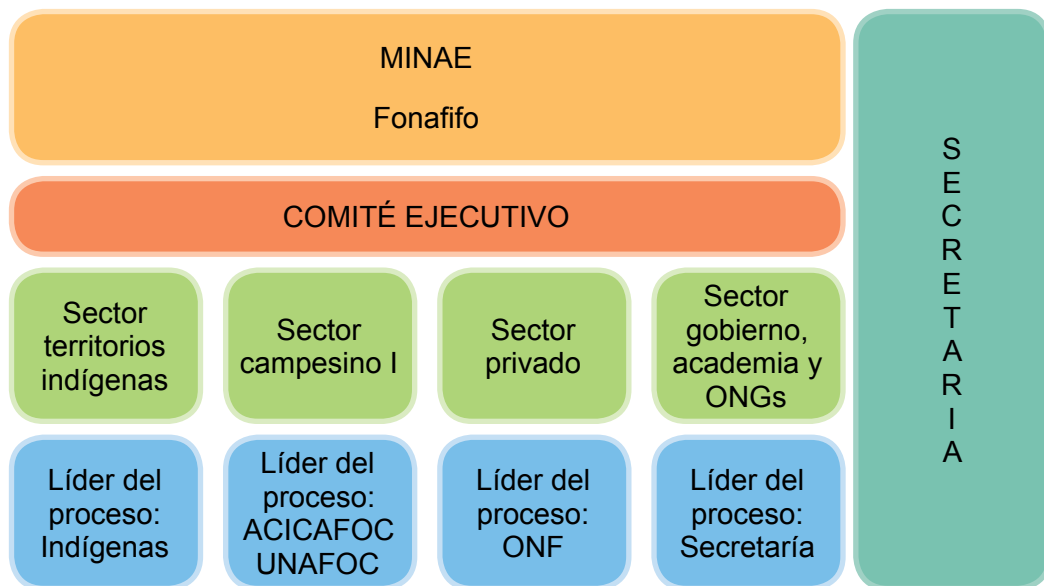 MINAE
Fonafifo
COMITÉ EJECUTIVO
Sector
territorios
indígenas
Sector
campesino I
Sector
privado
Sector
gobierno,
academia y
ONGs
Líder del
proceso:
Indígenas
Líder del
proceso:
ACICAFOC
UNAFOC
Líder del
proceso:
ONF
Líder del
proceso:
Secretaría
S
E
C
R
E
T
A
R
I
A